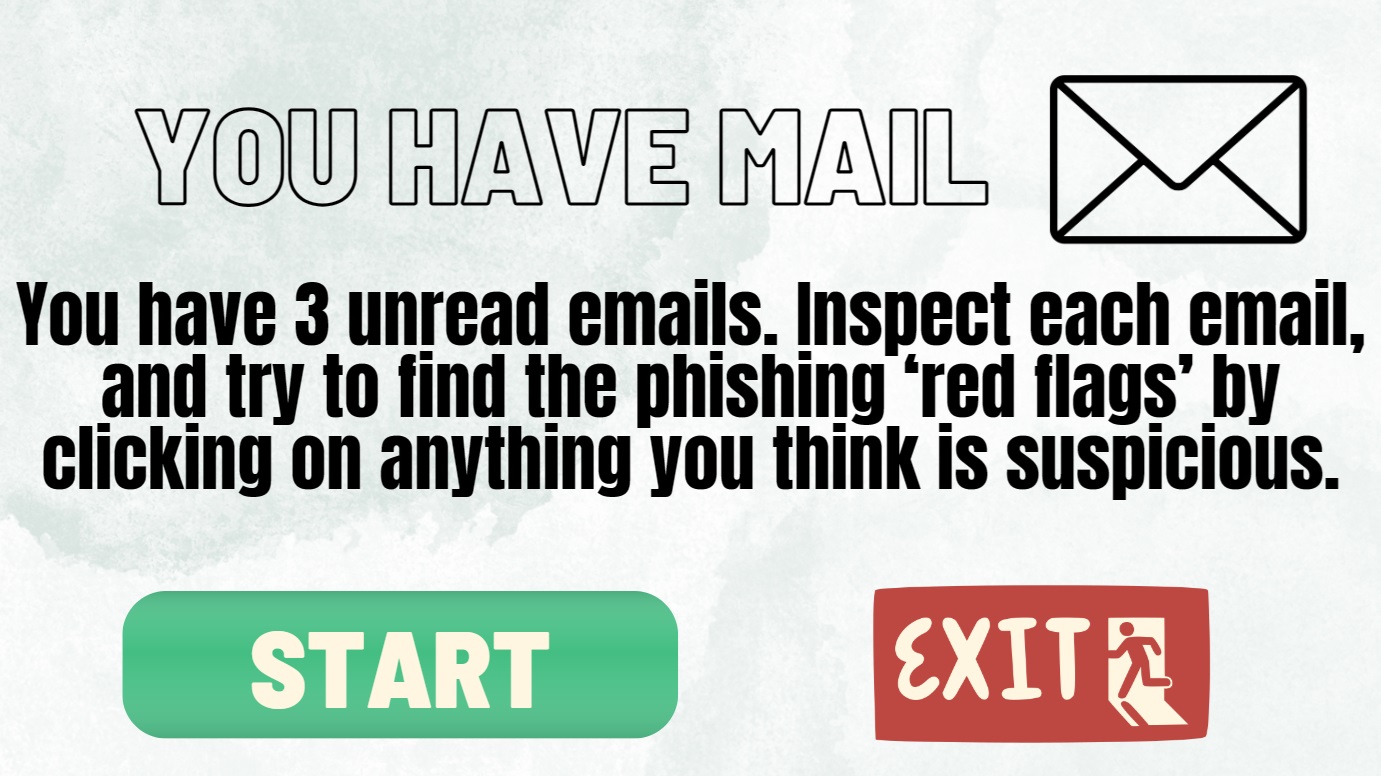 YOU HAVE MAIL
You have 3 unread emails. Inspect each email,
and try to find the phishing ‘red flags’ by
clicking on anything you think is suspicious.
START
EXIT